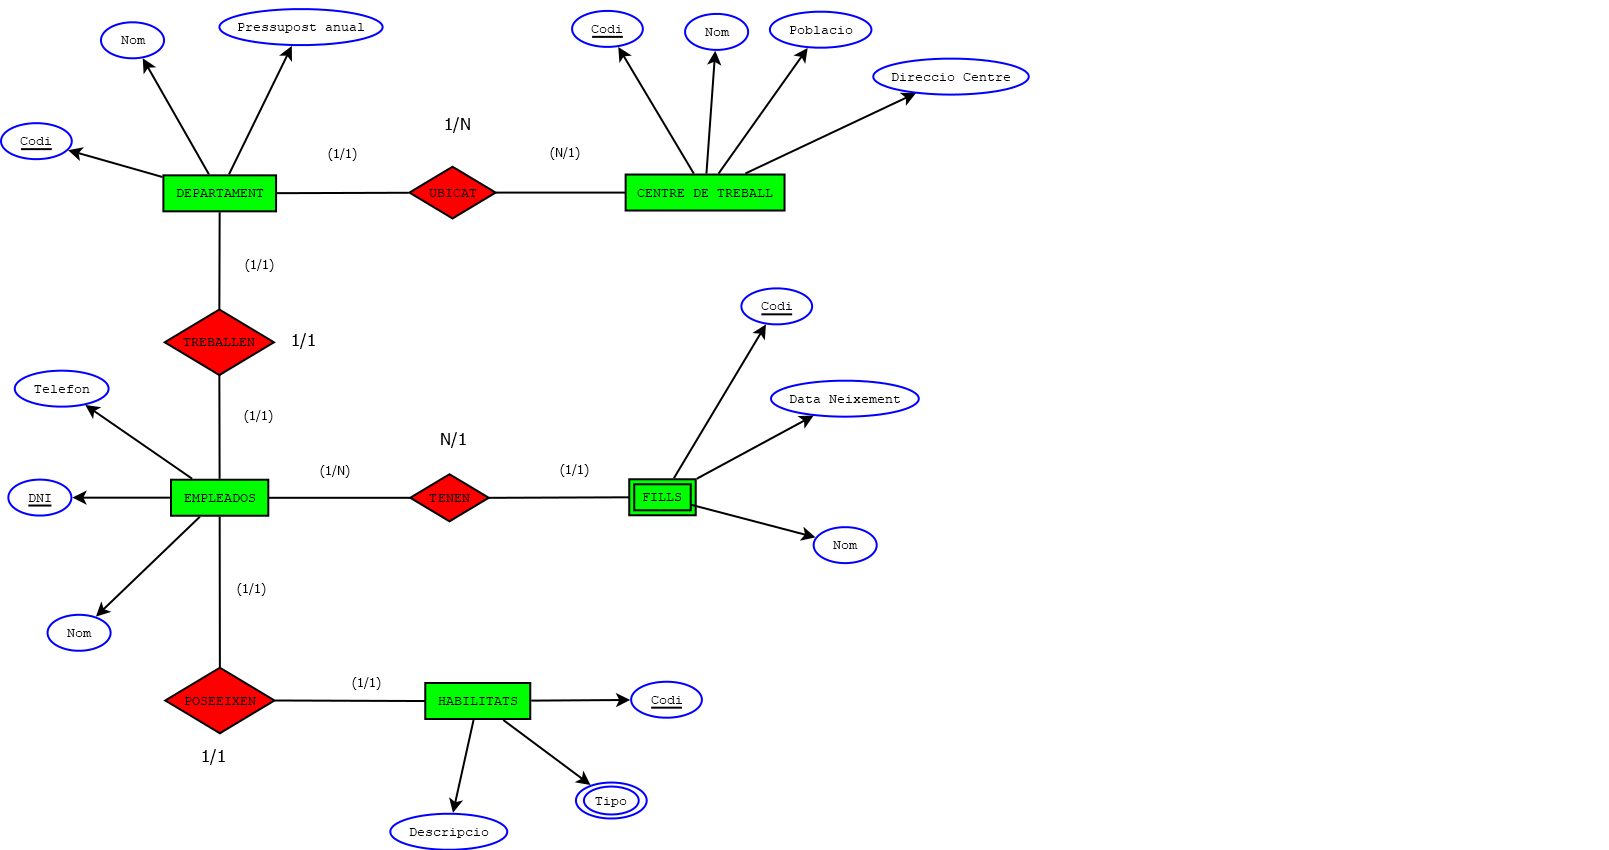 Nom
Pressupost anual
Codi
Nom
Poblacio
Direccio Centre
Codi
1/N
(1/1)
(N/1)
DEPARTAMENT
UBICAT
CENTRE DE TREBALL
(1/1)
TREBALLEN
1/1
Codi
Telefon
Data Neixement
(1/1)
N/1
(1/N)
(1/1)
DNI
EMPLEADOS
TENEN
FILLS
Nom
(1/1)
Nom
(1/1)
POSEEIXEN
HABILITATS
Codi
1/1
Tipo
Descripcio